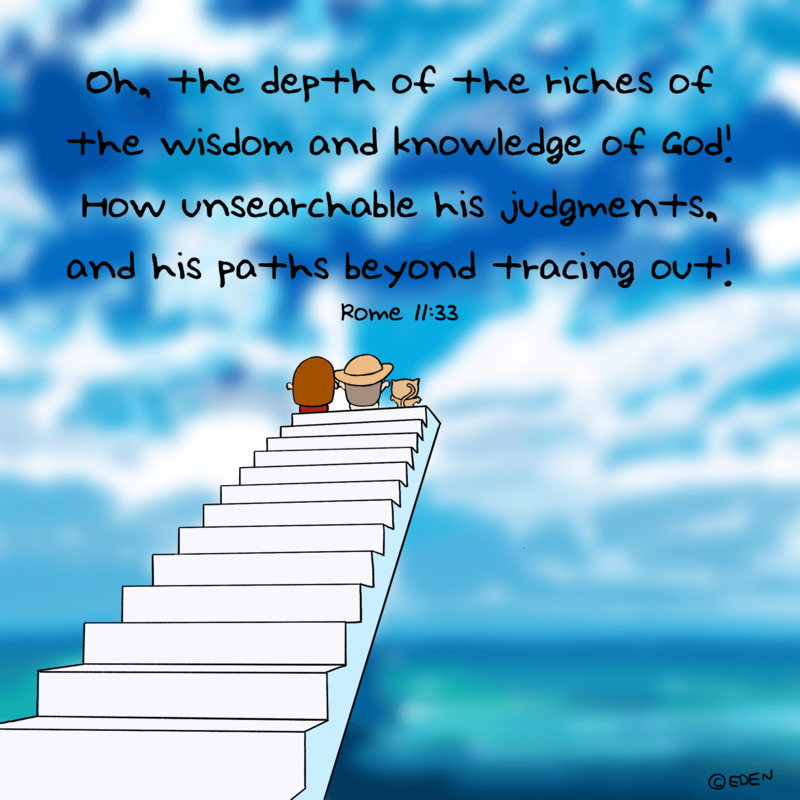 Oh, the depth of the riches of
the wisdom and knowledge of God!
How unsearchable his judgments,
and his paths beyond tracing out!
Rome 11:33
©EDEN